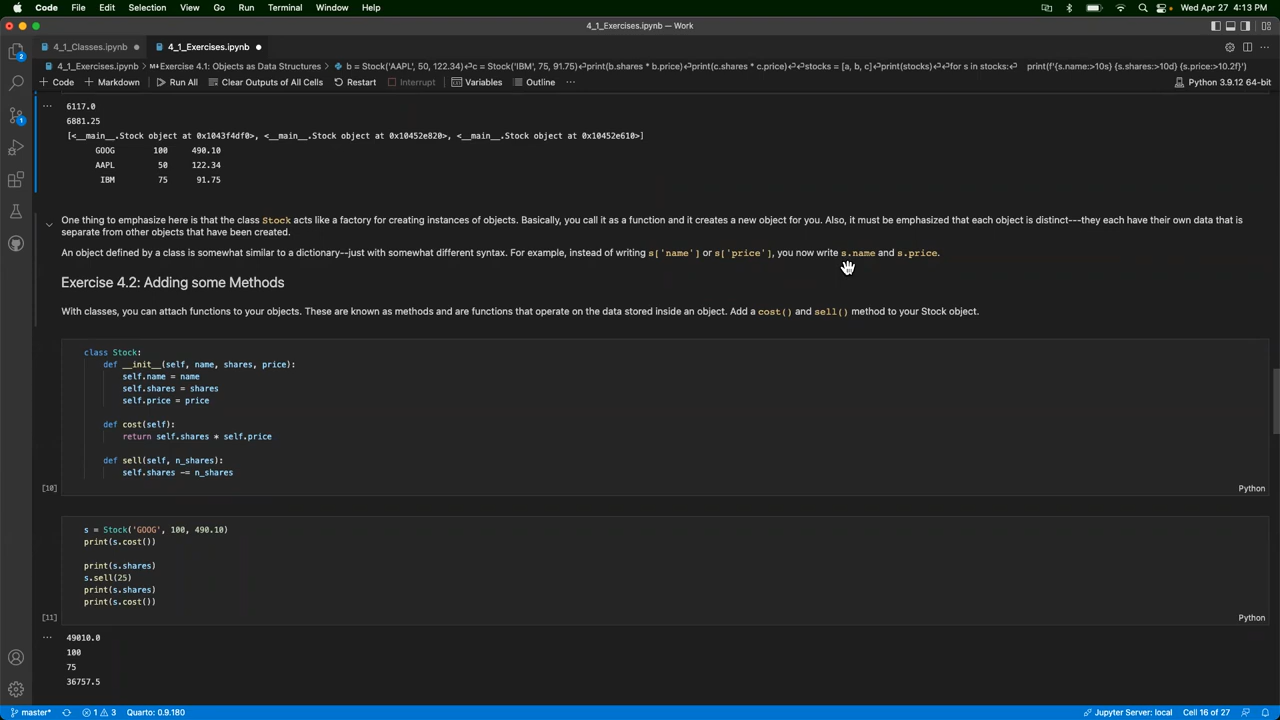 Code File Edit Selection View Go Run Terminal Window Help Wed Apr 27 4:13 PM
4_1_Exercises.ipynb — Work
4_1_Classes.ipynb 4_1_Exercises.ipynb
4_1_Exercises.ipynb > Exercise 4.1: Objects as Data Structures > b = Stock('AAPL', 50, 122.34)↵c = Stock('IBM', 75, 91.75)↵print(b.shares * b.price)↵print(c.shares * c.price)↵stocks = [a, b, c]↵print(stocks)↵for s in stocks:↵ print(f'{s.name:>10s} {s.shares:>10d} {s.price:>10.2f}')
+ Code + Markdown Run All Clear Outputs of All Cells Restart Interrupt Variables Outline ... Python 3.9.12 64-bit
... 6117.0
6881.25
[<__main__.Stock object at 0x1043f4df0>, <__main__.Stock object at 0x10452e820>, <__main__.Stock object at 0x10452e610>]
GOOG 100 490.10
AAPL 50 122.34
IBM 75 91.75
One thing to emphasize here is that the class Stock acts like a factory for creating instances of objects. Basically, you call it as a function and it creates a new object for you. Also, it must be emphasized that each object is distinct---they each have their own data that is
separate from other objects that have been created.
An object defined by a class is somewhat similar to a dictionary--just with somewhat different syntax. For example, instead of writing s['name'] or s['price'], you now write s.name and s.price.
Exercise 4.2: Adding some Methods
With classes, you can attach functions to your objects. These are known as methods and are functions that operate on the data stored inside an object. Add a cost() and sell() method to your Stock object.
class Stock:
def __init__(self, name, shares, price):
self.name = name
self.shares = shares
self.price = price
def cost(self):
return self.shares * self.price
def sell(self, n_shares):
self.shares -= n_shares
[10] Python
s = Stock('GOOG', 100, 490.10)
print(s.cost())
print(s.shares)
s.sell(25)
print(s.shares)
print(s.cost())
[11] Python
... 49010.0
100
75
36757.5
master* 1 3 Quarto: 0.9.180 Jupyter Server: local Cell 16 of 27
2
1